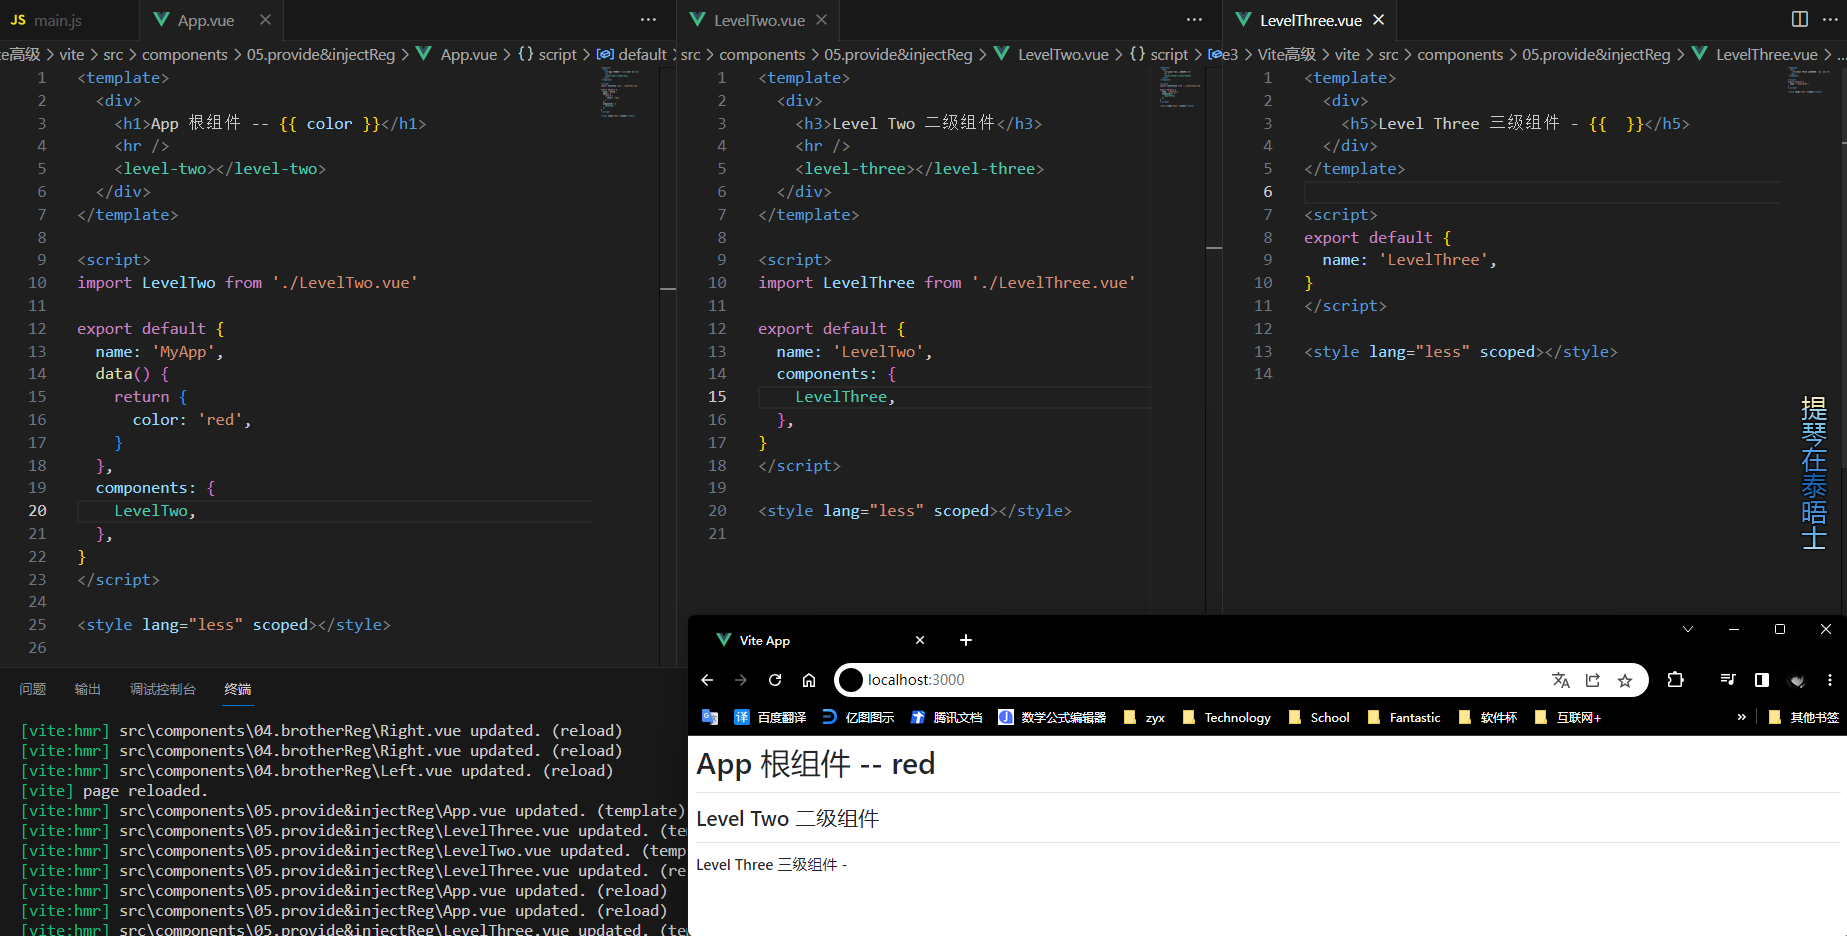 JS main.js
App.vue
LevelTwo.vue
LevelThree.vue
te高级 > vite > src > components > 05.provide&injectReg > App.vue > {} script > default
src > components > 05.provide&injectReg > LevelTwo.vue > {} script >
e3 > Vite高级 > vite > src > components > 05.provide&injectReg > LevelThree.vue > ...
1 <template>
2 <div>
3 <h1>App 根组件 -- {{ color }}</h1>
4 <hr />
5 <level-two></level-two>
6 </div>
7 </template>
8
9 <script>
10 import LevelTwo from './LevelTwo.vue'
11
12 export default {
13 name: 'MyApp',
14 data() {
15 return {
16 color: 'red',
17 }
18 },
19 components: {
20 LevelTwo,
21 },
22 }
23 </script>
24
25 <style lang="less" scoped></style>
26
1 <template>
2 <div>
3 <h3>Level Two 二级组件</h3>
4 <hr />
5 <level-three></level-three>
6 </div>
7 </template>
8
9 <script>
10 import LevelThree from './LevelThree.vue'
11
12 export default {
13 name: 'LevelTwo',
14 components: {
15 LevelThree,
16 },
17 }
18 </script>
19
20 <style lang="less" scoped></style>
21
1 <template>
2 <div>
3 <h5>Level Three 三级组件 - {{  }}</h5>
4 </div>
5 </template>
6
7 <script>
8 export default {
9 name: 'LevelThree',
10 }
11 </script>
12
13 <style lang="less" scoped></style>
14
提琴在泰晤士
问题 输出 调试控制台 终端
[vite:hmr] src\components\04.brotherReg\Right.vue updated. (reload)
[vite:hmr] src\components\04.brotherReg\Right.vue updated. (reload)
[vite:hmr] src\components\04.brotherReg\Left.vue updated. (reload)
[vite] page reloaded.
[vite:hmr] src\components\05.provide&injectReg\App.vue updated. (template)
[vite:hmr] src\components\05.provide&injectReg\LevelThree.vue updated. (te
[vite:hmr] src\components\05.provide&injectReg\LevelTwo.vue updated. (temp
[vite:hmr] src\components\05.provide&injectReg\LevelThree.vue updated. (re
[vite:hmr] src\components\05.provide&injectReg\App.vue updated. (reload)
[vite:hmr] src\components\05.provide&injectReg\App.vue updated. (reload)
[vite:hmr] src\components\05.provide&injectReg\LevelThree.vue updated. (te
Vite App
localhost:3000
译 百度翻译 亿图图示 腾讯文档 数学公式编辑器 zyx Technology School Fantastic 软件杯 互联网+ » 其他书签
App 根组件 -- red
Level Two 二级组件
Level Three 三级组件 -